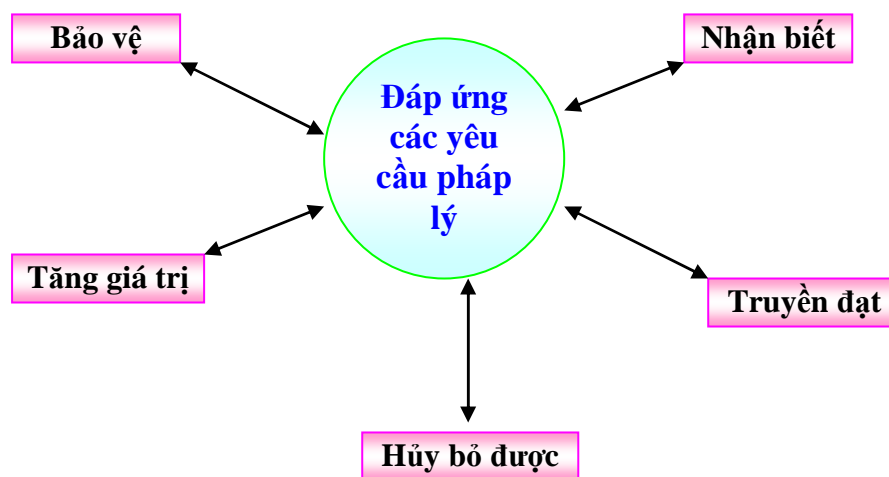 Bảo vệ
Nhận biết
Đáp ứng
các yêu
cầu pháp
lý
Tăng giá trị
Truyền đạt
Hủy bỏ được